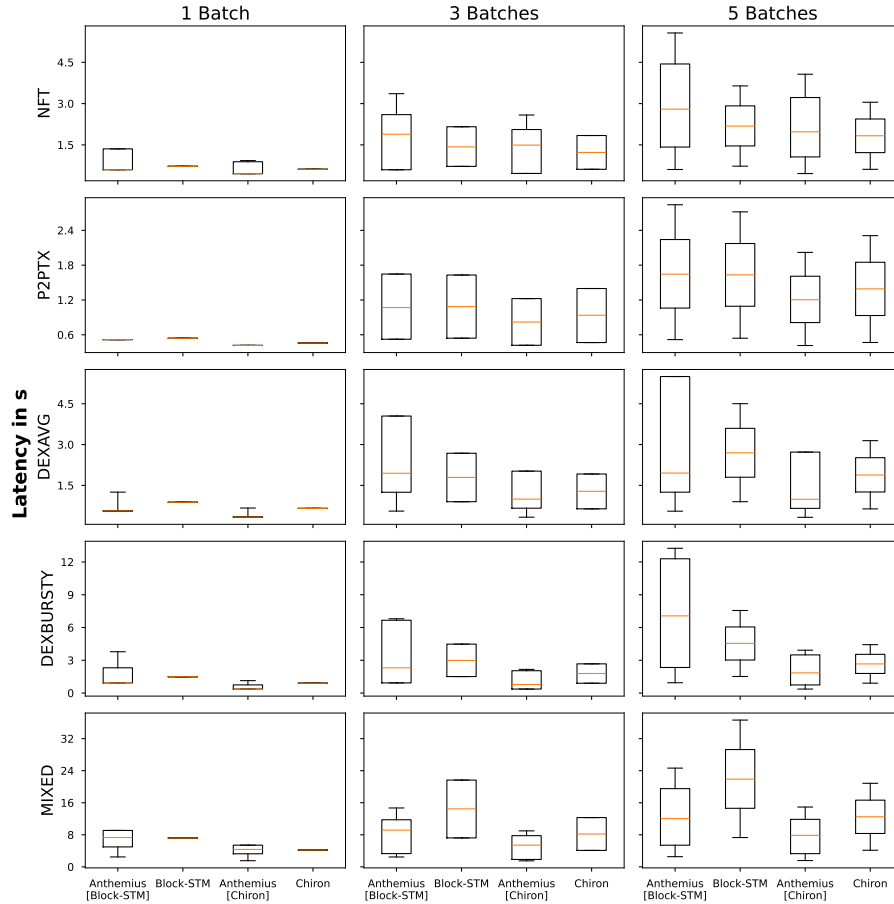 1 Batch
3 Batches
5 Batches
Latency in s
NFT
4.5
3.0
1.5
P2PTX
2.4
1.8
1.2
0.6
DEXAVG
4.5
3.0
1.5
DEXBURSTY
12
9
6
3
0
MIXED
32
24
16
8
0
Anthemius
[Block-STM]
Block-STM
Anthemius
[Chiron]
Chiron
Anthemius
[Block-STM]
Block-STM
Anthemius
[Chiron]
Chiron
Anthemius
[Block-STM]
Block-STM
Anthemius
[Chiron]
Chiron